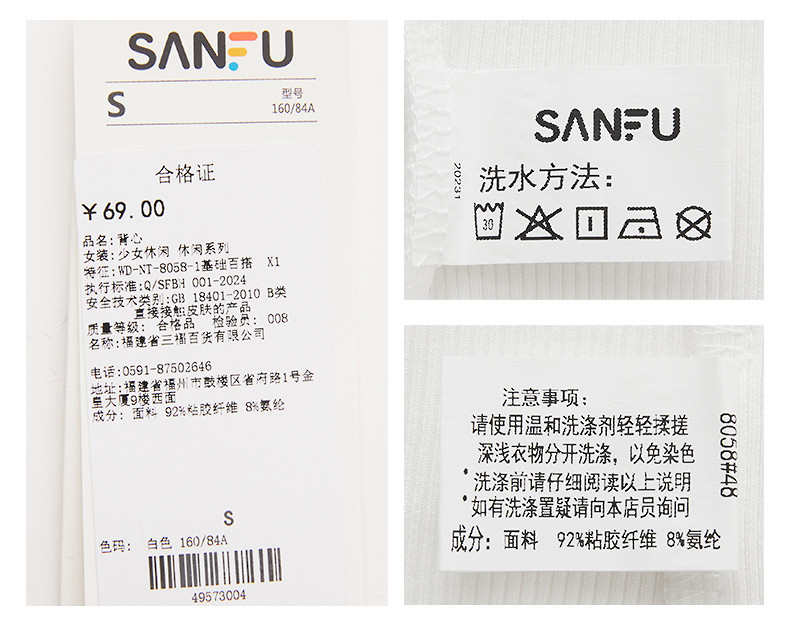 SANFU
S
型号
160/84A
合格证
¥69.00
品名:背心
女装:少女休闲 休闲系列
特征:WD-NT-8058-1基础百搭 X1
执行标准:Q/SFBH 001-2024
安全技术类别:GB 18401-2010 B类
直接接触皮肤的产品
质量等级: 合格品 检验员: 008
名称:福建省三福百货有限公司
电话:0591-87502646
地址:福建省福州市鼓楼区省府路1号金
皇大厦9楼西面
成分: 面料 92%粘胶纤维 8%氨纶
S
色码: 白色 160/84A
49573004
SANFU
20231
洗水方法:
30
注意事项:
请使用温和洗涤剂轻轻揉搓
深浅衣物分开洗涤，以免染色
·洗涤前请仔细阅读以上说明
·如有洗涤置疑请向本店员询问
成分: 面料 92%粘胶纤维 8%氨纶
8058#48